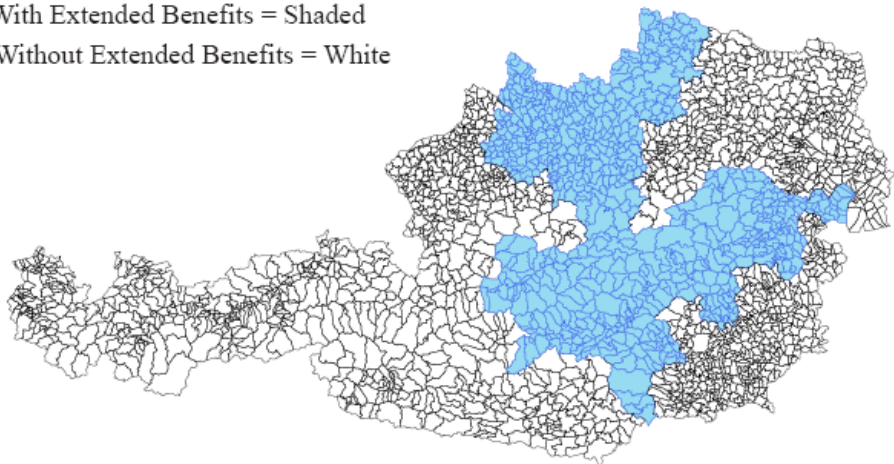 With Extended Benefits = Shaded
Without Extended Benefits = White